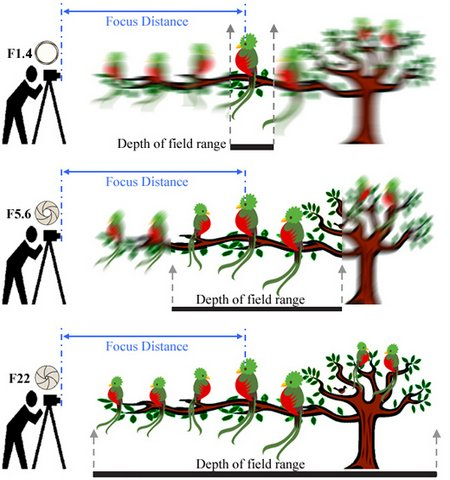 Focus Distance
F1.4
Depth of field range
Focus Distance
F5.6
Depth of field range
Focus Distance
F22
Depth of field range